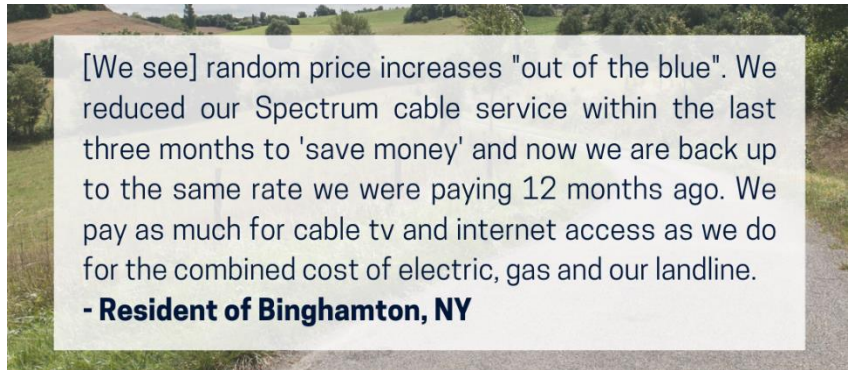 [We see] random price increases "out of the blue". We
reduced our Spectrum cable service within the last
three months to 'save money' and now we are back up
to the same rate we were paying 12 months ago. We
pay as much for cable tv and internet access as we do
for the combined cost of electric, gas and our landline.
- Resident of Binghamton, NY